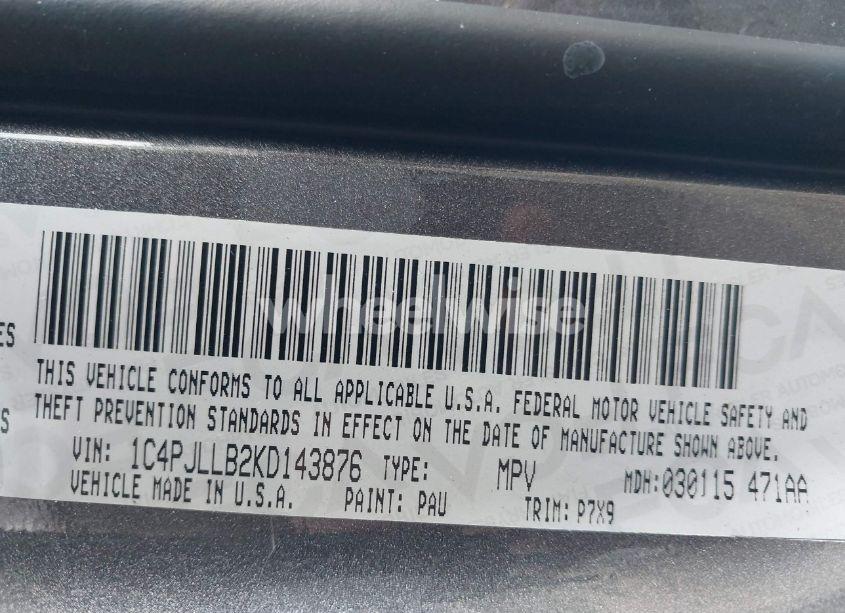 wheelwise
ES
THIS VEHICLE CONFORMS TO ALL APPLICABLE U.S.A. FEDERAL MOTOR VEHICLE SAFETY AND
S THEFT PREVENTION STANDARDS IN EFFECT ON THE DATE OF MANUFACTURE SHOWN ABOVE.
VIN: 1C4PJLLB2KD143876 TYPE: MPV MDH:030115 471AA
VEHICLE MADE IN U.S.A. PAINT: PAU TRIM: P7X9